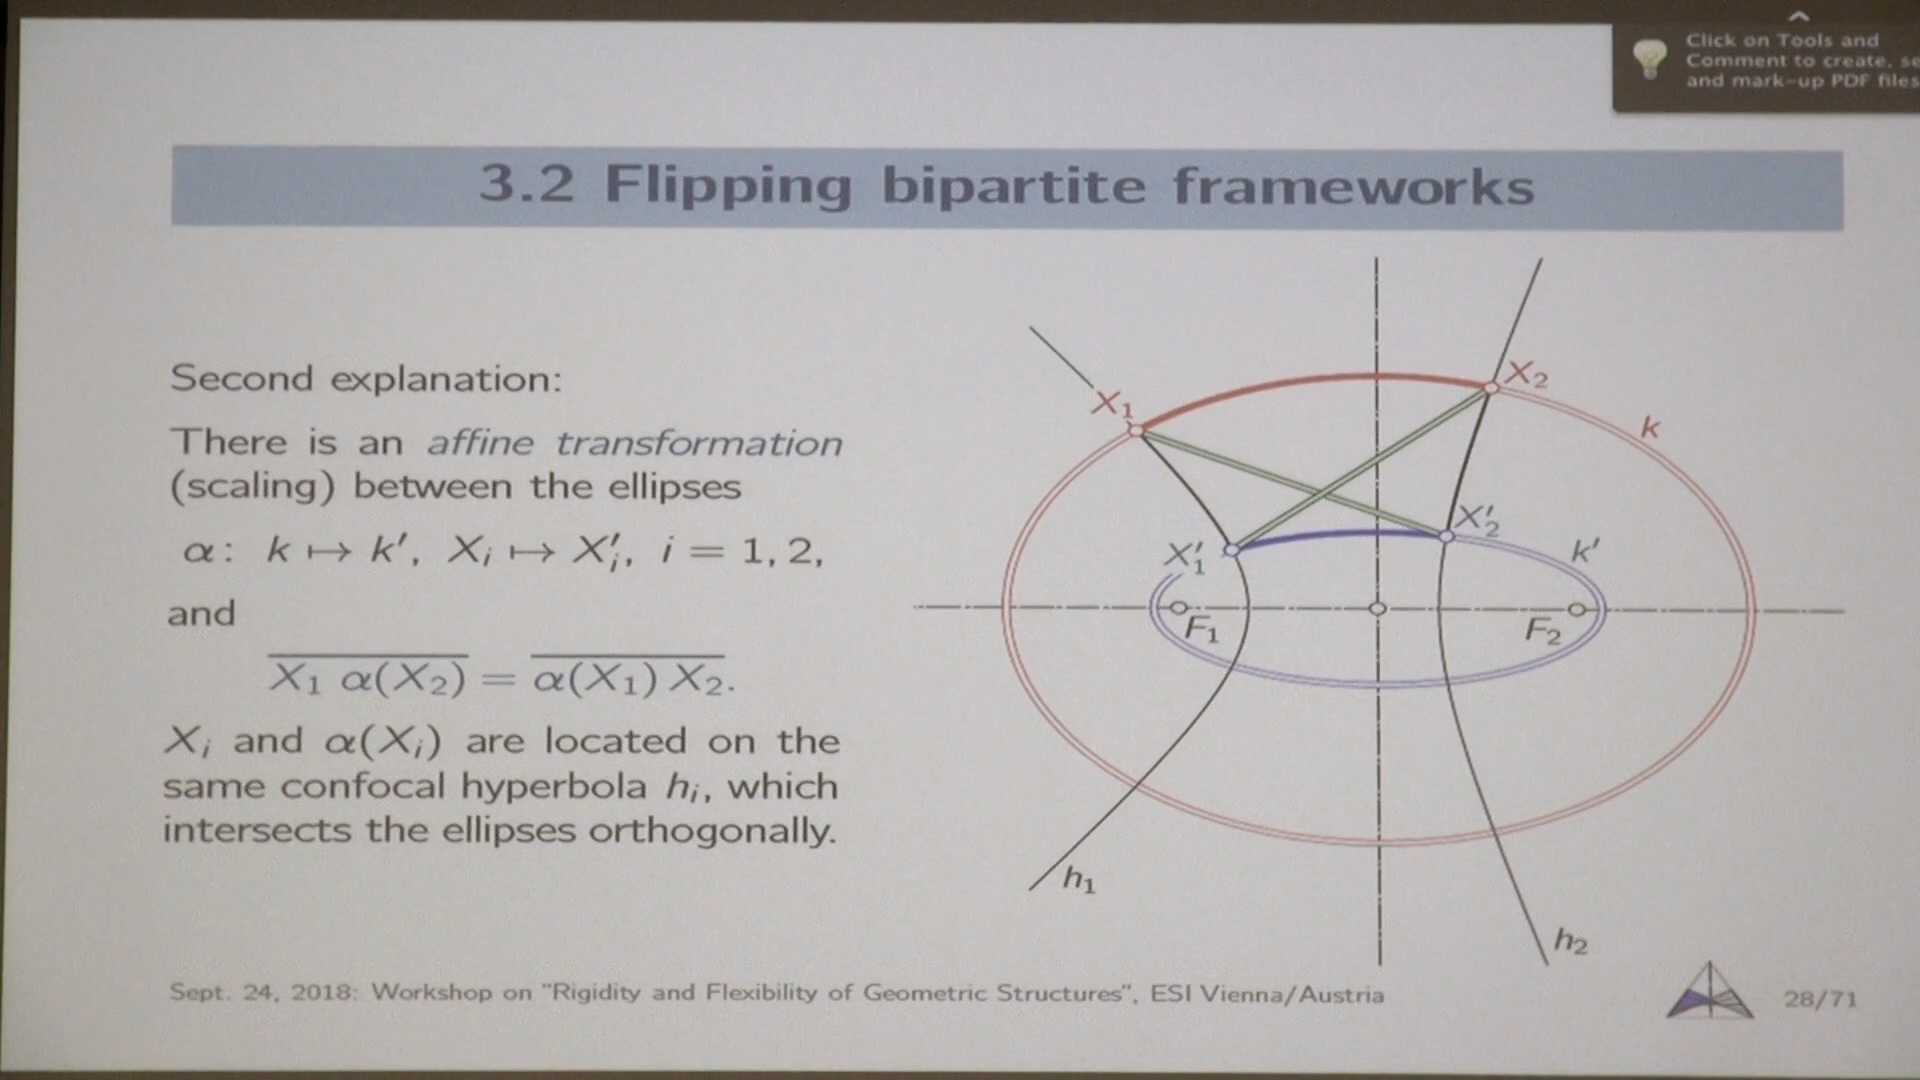 Click on Tools and
Comment to create, se
and mark-up PDF files
3.2 Flipping bipartite frameworks
Second explanation:
There is an affine transformation
(scaling) between the ellipses
α: k ↦ k′, Xᵢ ↦ X′ᵢ, i = 1, 2,
and
X₁ α(X₂) = α(X₁) X₂.
Xᵢ and α(Xᵢ) are located on the
same confocal hyperbola hᵢ, which
intersects the ellipses orthogonally.
X₁
X₂
k
X′₁
X′₂
k′
F₁
F₂
h₁
h₂
Sept. 24, 2018: Workshop on "Rigidity and Flexibility of Geometric Structures", ESI Vienna/Austria
28/71